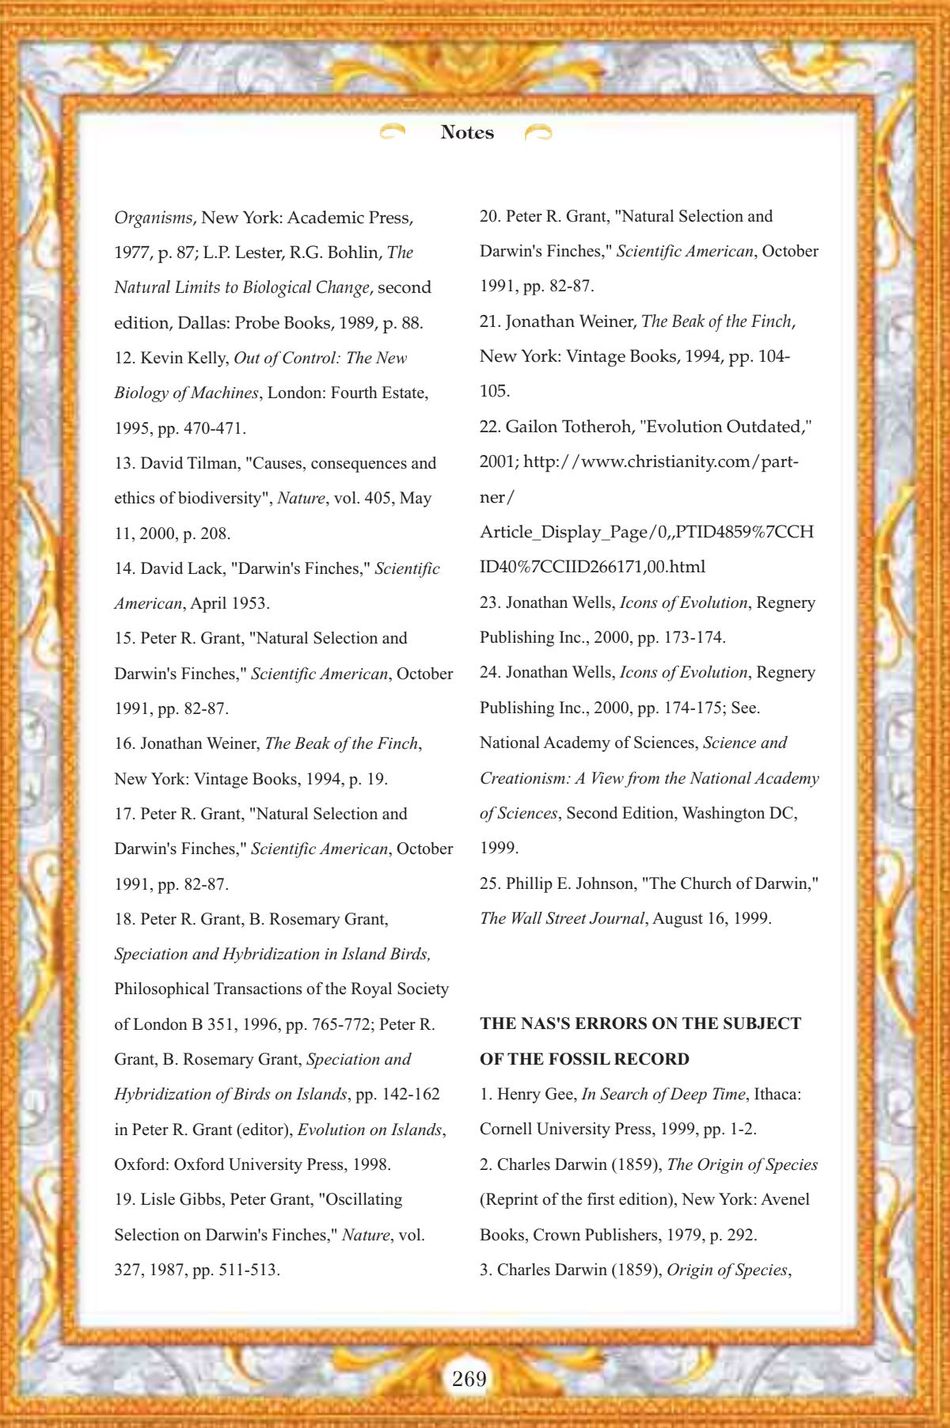 Notes
Organisms, New York: Academic Press,
1977, p. 87; L.P. Lester, R.G. Bohlin, The
Natural Limits to Biological Change, second
edition, Dallas: Probe Books, 1989, p. 88.
12. Kevin Kelly, Out of Control: The New
Biology of Machines, London: Fourth Estate,
1995, pp. 470-471.
13. David Tilman, "Causes, consequences and
ethics of biodiversity", Nature, vol. 405, May
11, 2000, p. 208.
14. David Lack, "Darwin's Finches," Scientific
American, April 1953.
15. Peter R. Grant, "Natural Selection and
Darwin's Finches," Scientific American, October
1991, pp. 82-87.
16. Jonathan Weiner, The Beak of the Finch,
New York: Vintage Books, 1994, p. 19.
17. Peter R. Grant, "Natural Selection and
Darwin's Finches," Scientific American, October
1991, pp. 82-87.
18. Peter R. Grant, B. Rosemary Grant,
Speciation and Hybridization in Island Birds,
Philosophical Transactions of the Royal Society
of London B 351, 1996, pp. 765-772; Peter R.
Grant, B. Rosemary Grant, Speciation and
Hybridization of Birds on Islands, pp. 142-162
in Peter R. Grant (editor), Evolution on Islands,
Oxford: Oxford University Press, 1998.
19. Lisle Gibbs, Peter Grant, "Oscillating
Selection on Darwin's Finches," Nature, vol.
327, 1987, pp. 511-513.
20. Peter R. Grant, "Natural Selection and
Darwin's Finches," Scientific American, October
1991, pp. 82-87.
21. Jonathan Weiner, The Beak of the Finch,
New York: Vintage Books, 1994, pp. 104-
105.
22. Gailon Totheroh, "Evolution Outdated,"
2001; http://www.christianity.com/part-
ner/
Article_Display_Page/0,,PTID4859%7CCH
ID40%7CCIID266171,00.html
23. Jonathan Wells, Icons of Evolution, Regnery
Publishing Inc., 2000, pp. 173-174.
24. Jonathan Wells, Icons of Evolution, Regnery
Publishing Inc., 2000, pp. 174-175; See.
National Academy of Sciences, Science and
Creationism: A View from the National Academy
of Sciences, Second Edition, Washington DC,
1999.
25. Phillip E. Johnson, "The Church of Darwin,"
The Wall Street Journal, August 16, 1999.
THE NAS'S ERRORS ON THE SUBJECT
OF THE FOSSIL RECORD
1. Henry Gee, In Search of Deep Time, Ithaca:
Cornell University Press, 1999, pp. 1-2.
2. Charles Darwin (1859), The Origin of Species
(Reprint of the first edition), New York: Avenel
Books, Crown Publishers, 1979, p. 292.
3. Charles Darwin (1859), Origin of Species,
269